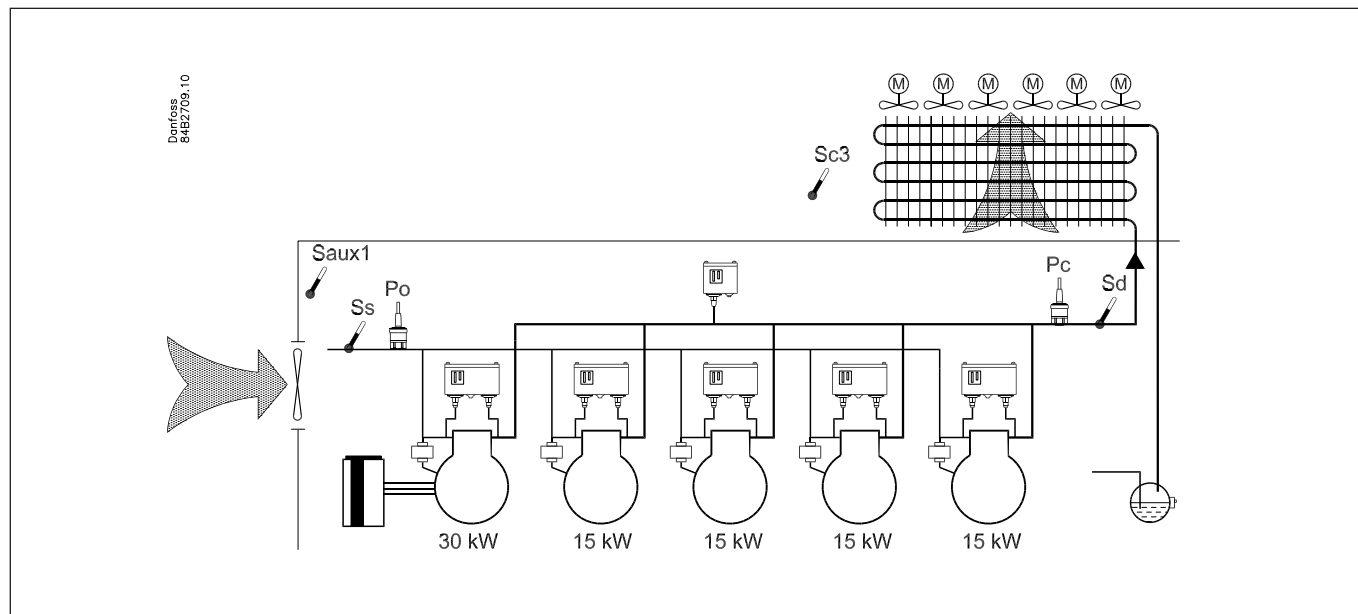 Danfoss
84B2709.10
M M M M M M
Sc3
Saux1
Ss
Po
Pc
Sd
30 kW 15 kW 15 kW 15 kW 15 kW